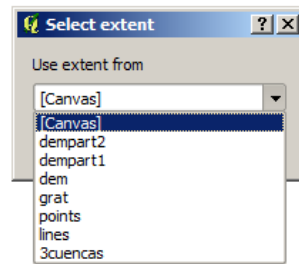 Select extent
Use extent from
[Canvas]
[Canvas]
dempart2
dempart1
dem
grat
points
lines
3cuencas